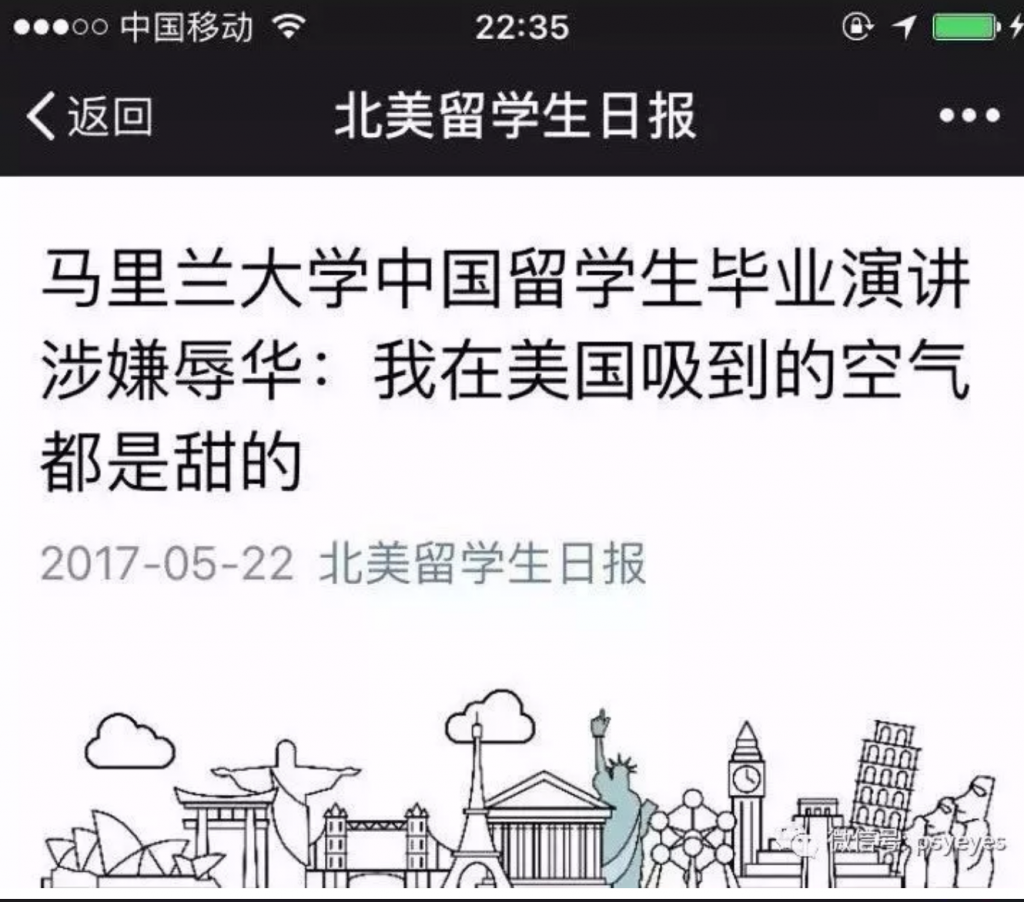 中国移动 22:35
返回 北美留学生日报
马里兰大学中国留学生毕业演讲
涉嫌辱华：我在美国吸到的空气
都是甜的
2017-05-22 北美留学生日报
微信号: psyeyes